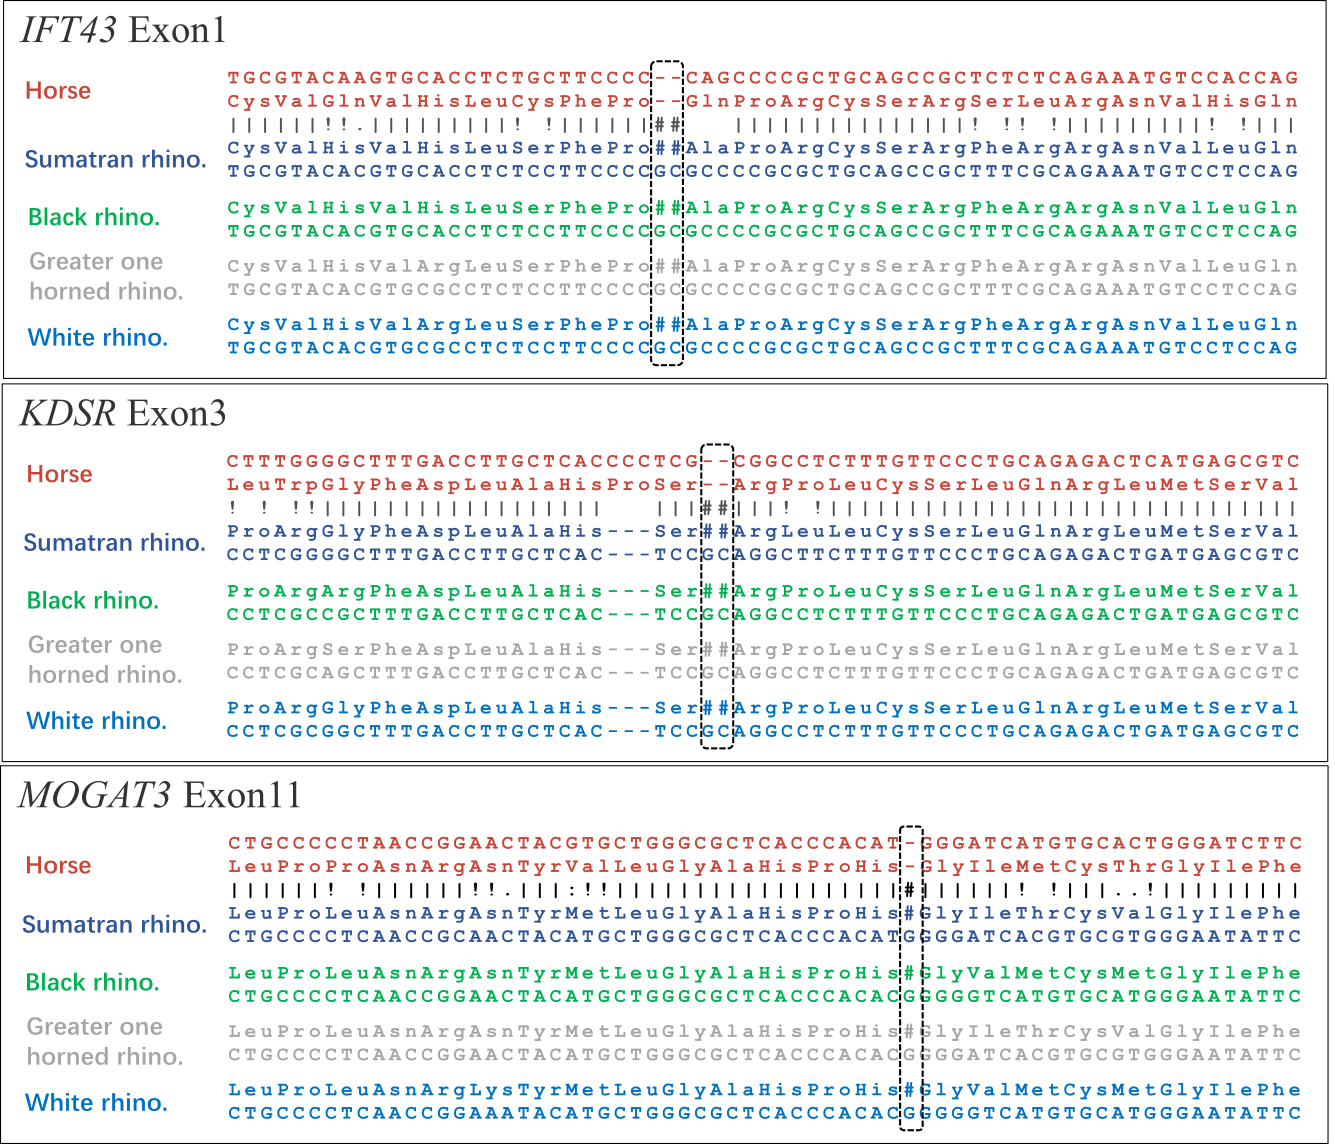 IFT43 Exon1
Horse
TGCGTACAAGTGCACCTCTGCTTCCCC--CAGCCCCGCTGCAGCCGCTCTCTCAGAAATGTCCACCAG
CysValGlnValHisLeuCysPhePro--GlnProArgCysSerArgSerLeuArgAsnValHisGln
||||||!!.|||||||||! !||||||##   |||||||||||||||! !! !|||||||||! !|||
Sumatran rhino.
CysValHisValHisLeuSerPhePro##AlaProArgCysSerArgPheArgArgAsnValLeuGln
TGCGTACACGTGCACCTCTCCTTCCCCGCGCCCCGCGCTGCAGCCGCTTTCGCAGAAATGTCCTCCAG
Black rhino.
CysValHisValHisLeuSerPhePro##AlaProArgCysSerArgPheArgArgAsnValLeuGln
TGCGTACACGTGCACCTCTCCTTCCCCGCGCCCCGCGCTGCAGCCGCTTTCGCAGAAATGTCCTCCAG
Greater one
horned rhino.
CysValHisValArgLeuSerPhePro##AlaProArgCysSerArgPheArgArgAsnValLeuGln
TGCGTACACGTGCGCCTCTCCTTCCCCGCGCCCCGCGCTGCAGCCGCTTTCGCAGAAATGTCCTCCAG
White rhino.
CysValHisValArgLeuSerPhePro##AlaProArgCysSerArgPheArgArgAsnValLeuGln
TGCGTACACGTGCGCCTCTCCTTCCCCGCGCCCCGCGCTGCAGCCGCTTTCGCAGAAATGTCCTCCAG
KDSR Exon3
Horse
CTTTGGGGCTTTGACCTTGCTCACCCCTCG--CGGCCTCTTTGTTCCCTGCAGAGACTCATGAGCGTC
LeuTrpGlyPheAspLeuAlaHisProSer--ArgProLeuCysSerLeuGlnArgLeuMetSerVal
! ! !!||||||||||||||||||   |||##|||! !||||||||||||||||||||||||||||||
Sumatran rhino.
ProArgGlyPheAspLeuAlaHis---Ser##ArgLeuLeuCysSerLeuGlnArgLeuMetSerVal
CCTCGGGGCTTTGACCTTGCTCAC---TCCGCAGGCTTCTTTGTTCCCTGCAGAGACTGATGAGCGTC
Black rhino.
ProArgArgPheAspLeuAlaHis---Ser##ArgProLeuCysSerLeuGlnArgLeuMetSerVal
CCTCGCCGCTTTGACCTTGCTCAC---TCCGCAGGCCTCTTTGTTCCCTGCAGAGACTGATGAGCGTC
Greater one
horned rhino.
ProArgSerPheAspLeuAlaHis---Ser##ArgProLeuCysSerLeuGlnArgLeuMetSerVal
CCTCGCAGCTTTGACCTTGCTCAC---TCCGCAGGCCTCTTTGTTCCCTGCAGAGACTGATGAGCGTC
White rhino.
ProArgGlyPheAspLeuAlaHis---Ser##ArgProLeuCysSerLeuGlnArgLeuMetSerVal
CCTCGCGGCTTTGACCTTGCTCAC---TCCGCAGGCCTCTTTGTTCCCTGCAGAGACTGATGAGCGTC
MOGAT3 Exon11
Horse
CTGCCCCCTAACCGGAACTACGTGCTGGGCGCTCACCCACAT-GGGATCATGTGCACTGGGATCTTC
LeuProProAsnArgAsnTyrValLeuGlyAlaHisProHis-GlyIleMetCysThrGlyIlePhe
||||||! !||||||!!.|||:!!||||||||||||||||||#||||||! !|||..!|||||||||
Sumatran rhino.
LeuProLeuAsnArgAsnTyrMetLeuGlyAlaHisProHis#GlyIleThrCysValGlyIlePhe
CTGCCCCTCAACCGCAACTACATGCTGGGCGCTCACCCACATGGGGATCACGTGCGTGGGAATATTC
Black rhino.
LeuProLeuAsnArgAsnTyrMetLeuGlyAlaHisProHis#GlyValMetCysMetGlyIlePhe
CTGCCCCTCAACCGGAACTACATGCTGGGCGCTCACCCACACGGGGGTCATGTGCATGGGAATATTC
Greater one
horned rhino.
LeuProLeuAsnArgAsnTyrMetLeuGlyAlaHisProHis#GlyIleThrCysValGlyIlePhe
CTGCCCCTCAACCGGAACTACATGCTGGGCGCTCACCCACACGGGGATCACGTGCGTGGGAATATTC
White rhino.
LeuProLeuAsnArgLysTyrMetLeuGlyAlaHisProHis#GlyValMetCysMetGlyIlePhe
CTGCCCCTCAACCGGAAATACATGCTGGGCGCTCACCCACACGGGGGTCATGTGCATGGGAATATTC